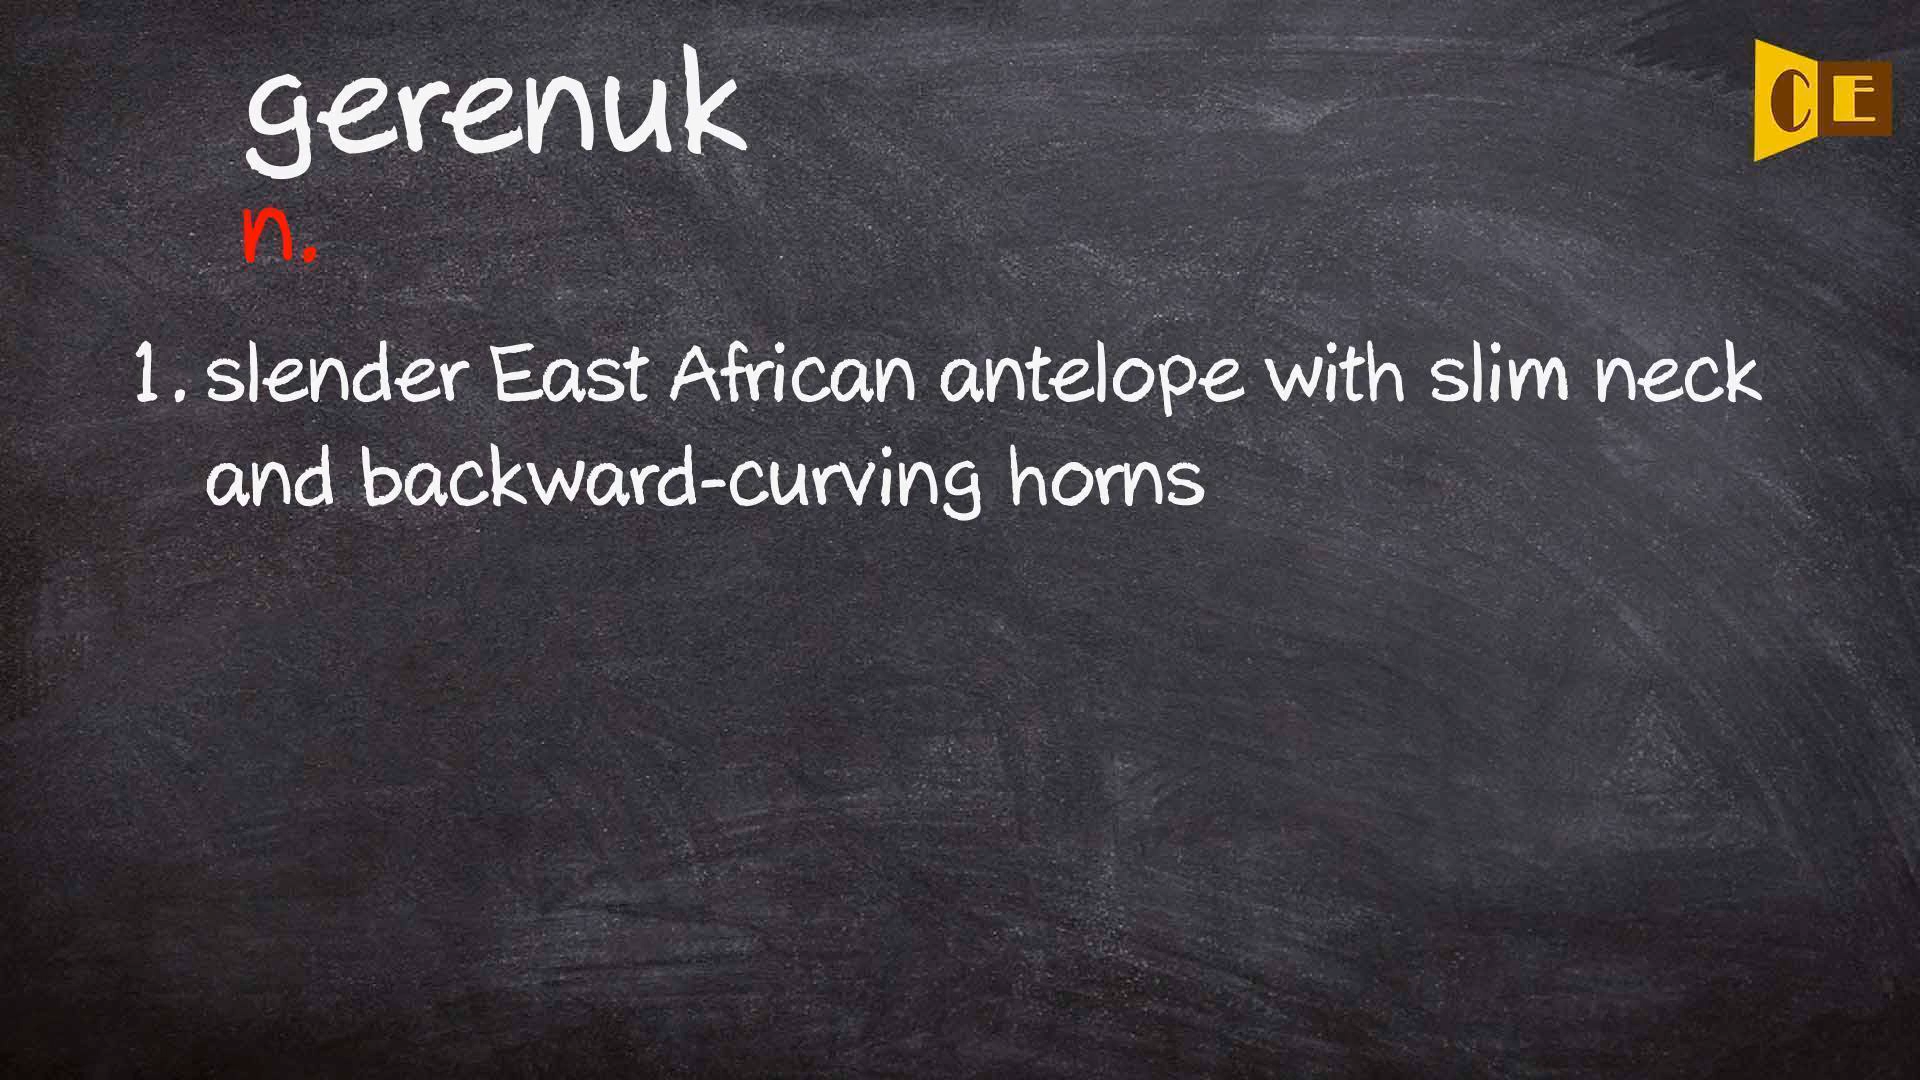 gerenuk
CE
n.
1. slender East African antelope with slim neck
and backward-curving horns